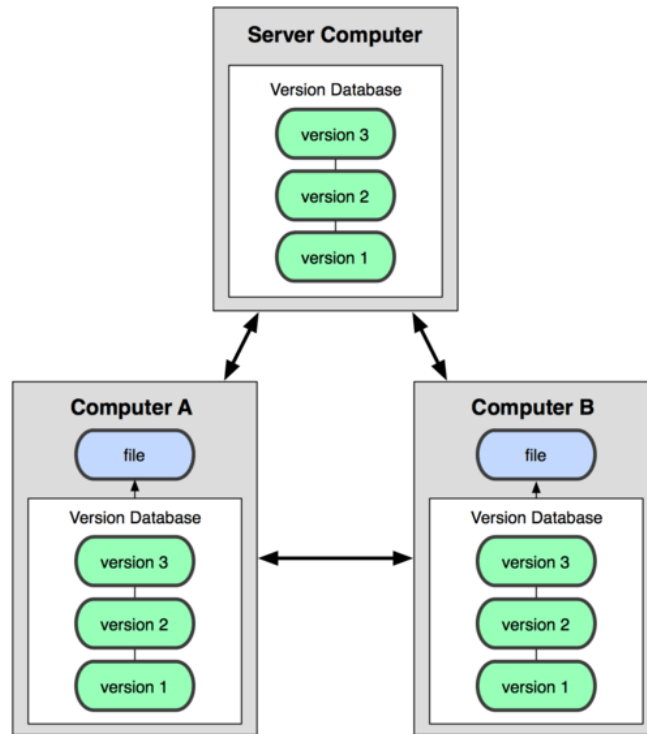 Server Computer
Version Database
version 3
version 2
version 1
Computer A
file
Version Database
version 3
version 2
version 1
Computer B
file
Version Database
version 3
version 2
version 1